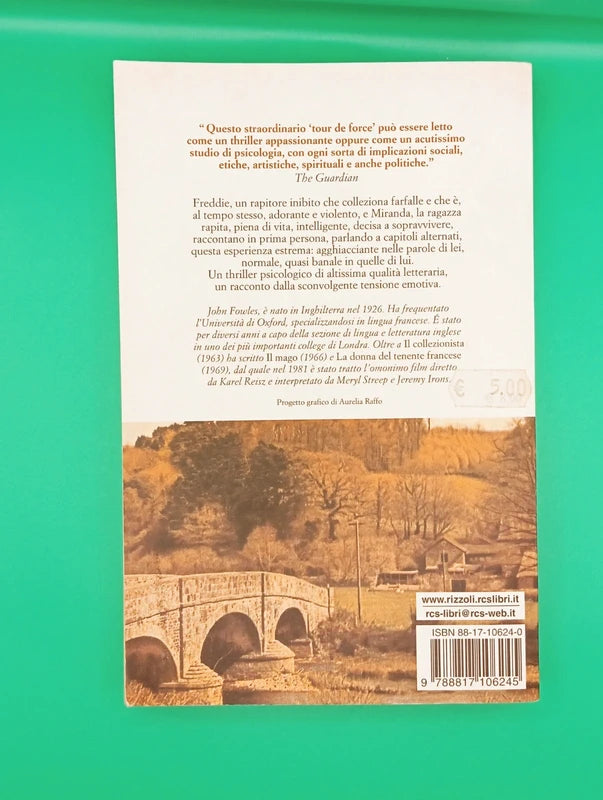 “Questo straordinario ‘tour de force’ può essere letto
come un thriller appassionante oppure come un acutissimo
studio di psicologia, con ogni sorta di implicazioni sociali,
etiche, artistiche, spirituali e anche politiche.”
The Guardian
Freddie, un rapitore inibito che colleziona farfalle e che è,
al tempo stesso, adorante e violento, e Miranda, la ragazza
rapita, piena di vita, intelligente, decisa a sopravvivere,
raccontano in prima persona, parlando a capitoli alternati,
questa esperienza estrema: agghiacciante nelle parole di lei,
normale, quasi banale in quelle di lui.
Un thriller psicologico di altissima qualità letteraria,
un racconto dalla sconvolgente tensione emotiva.
John Fowles, è nato in Inghilterra nel 1926. Ha frequentato
l’Università di Oxford, specializzandosi in lingua francese. É stato
per diversi anni a capo della sezione di lingua e letteratura inglese
in uno dei più importanti college di Londra. Oltre a Il collezionista
(1963) ha scritto Il mago (1966) e La donna del tenente francese
(1969), dal quale nel 1981 è stato tratto l’omonimo film diretto
da Karel Reisz e interpretato da Meryl Streep e Jeremy Irons.
€ 5.00
Progetto grafico di Aurelia Raffo
www.rizzoli.rcslibri.it
rcs-libri@rcs-web.it
ISBN 88-17-10624-0
9 788817 106245